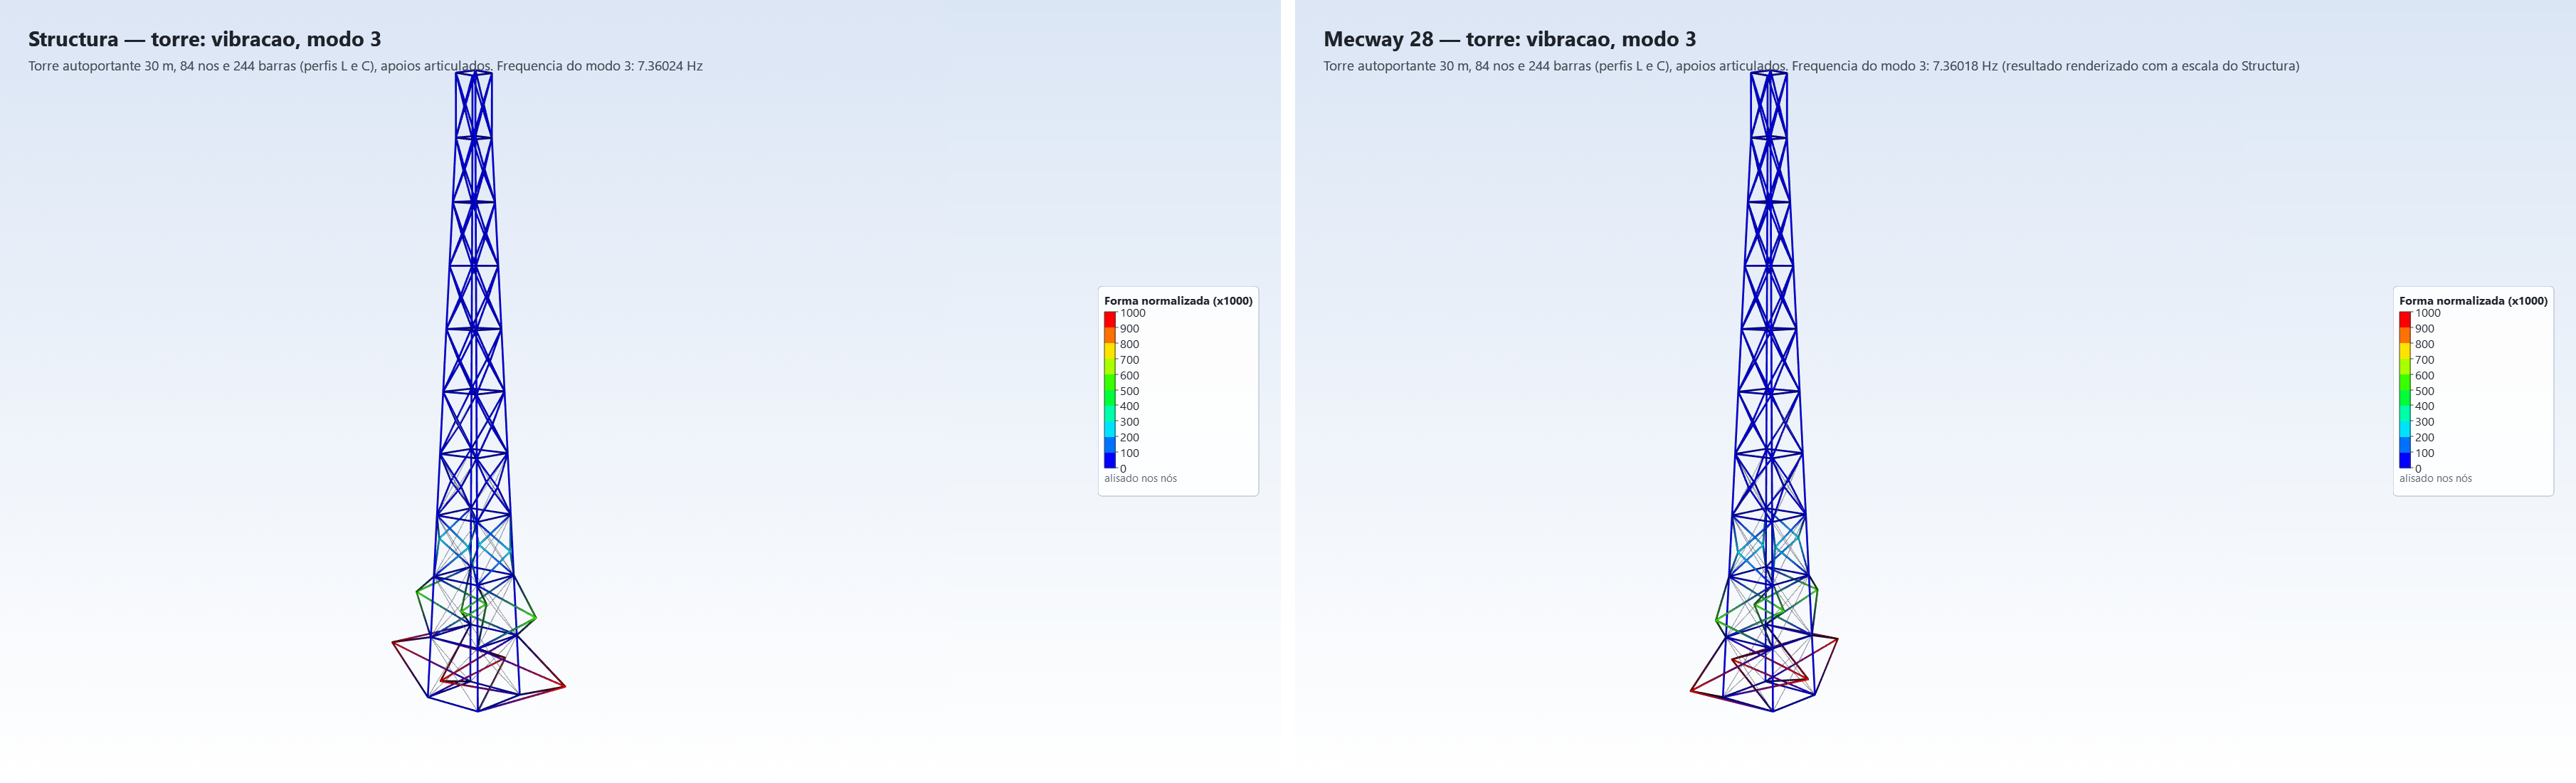 Structura — torre: vibracao, modo 3
Torre autoportante 30 m, 84 nos e 244 barras (perfis L e C), apoios articulados. Frequencia do modo 3: 7.36024 Hz
Forma normalizada (x1000)
1000
900
800
700
600
500
400
300
200
100
0
alisado nos nós
Mecway 28 — torre: vibracao, modo 3
Torre autoportante 30 m, 84 nos e 244 barras (perfis L e C), apoios articulados. Frequencia do modo 3: 7.36018 Hz (resultado renderizado com a escala do Structura)
Forma normalizada (x1000)
1000
900
800
700
600
500
400
300
200
100
0
alisado nos nós